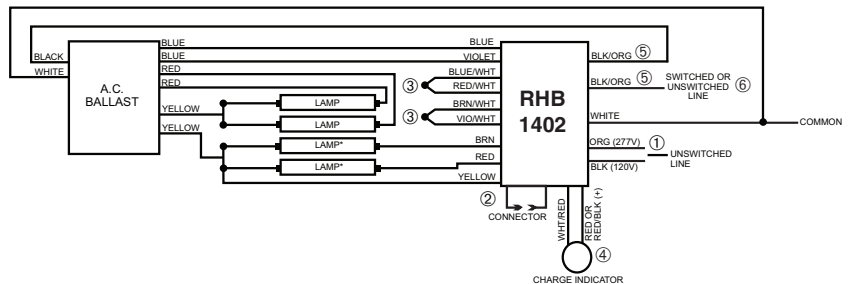 BLACK
WHITE
A.C.
BALLAST
BLUE
BLUE
RED
RED
YELLOW
YELLOW
LAMP
LAMP
LAMP*
LAMP*
BLUE
VIOLET
BLUE/WHT
③
RED/WHT
BRN/WHT
③
VIO/WHT
BRN
RED
YELLOW
RHB
1402
BLK/ORG ⑤
BLK/ORG ⑤
SWITCHED OR
UNSWITCHED
LINE
⑥
WHITE
COMMON
ORG (277V)
①
UNSWITCHED
LINE
BLK (120V)
②
CONNECTOR
WHT/RED
RED OR
RED/BLK (+)
④
CHARGE INDICATOR